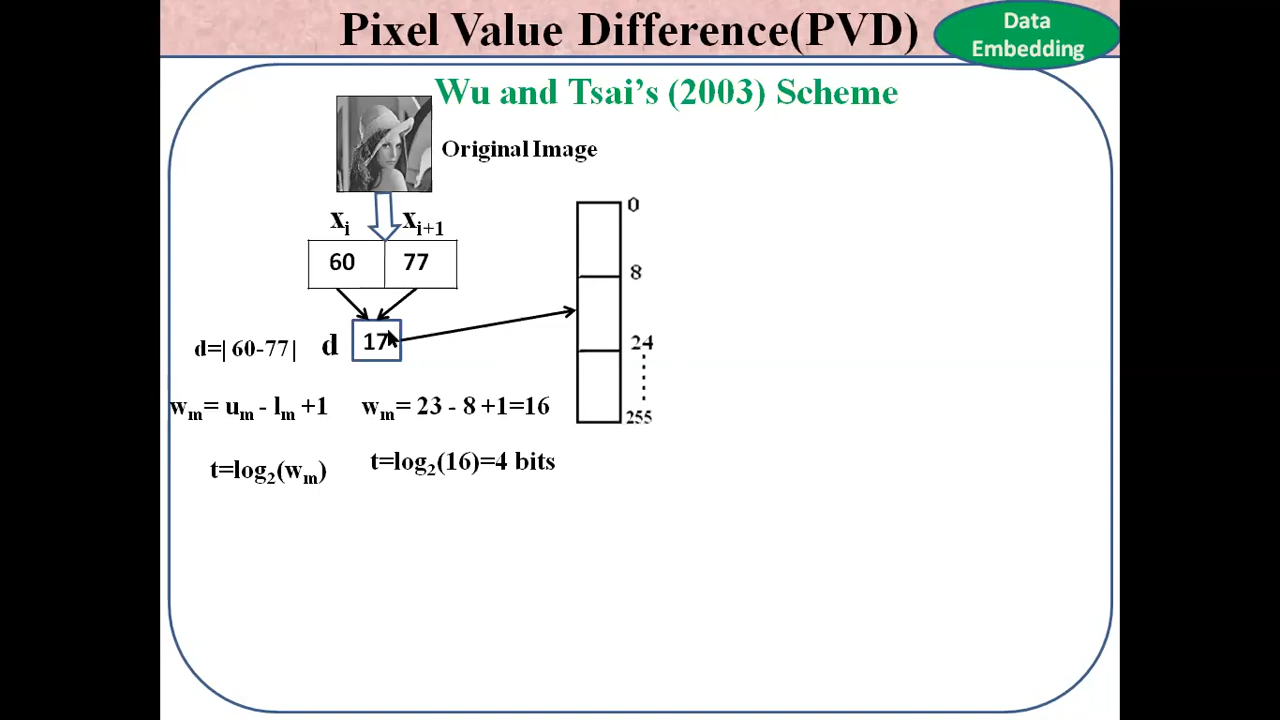 Pixel Value Difference(PVD)
Data
Embedding
Wu and Tsai’s (2003) Scheme
Original Image
xi xi+1
60 77
0
8
24
255
d=| 60-77| d 17
wm= um - lm +1 wm= 23 - 8 +1=16
t=log2(wm) t=log2(16)=4 bits